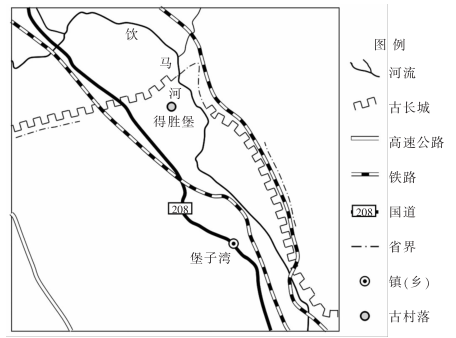 饮
马
河
得胜堡
208
堡子湾
图例
河流
古长城
高速公路
铁路
208 国道
省界
镇(乡)
古村落